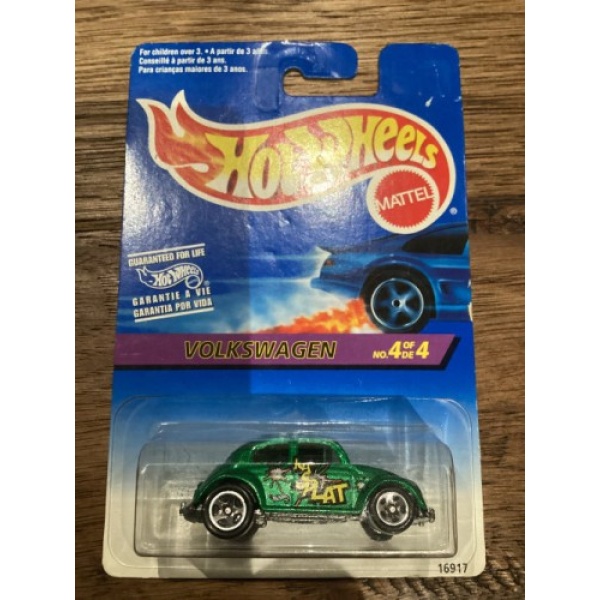 For children over 3. • A partir de 3 ans.
Conseillé à partir de 3 ans.
Para crianças maiores de 3 anos.
HOT WHEELS
MATTEL
®
GUARANTEED FOR LIFE
HOT WHEELS
GARANTIE A VIE
GARANTIA POR VIDA
VOLKSWAGEN
NO. 4 OF DE 4
16917